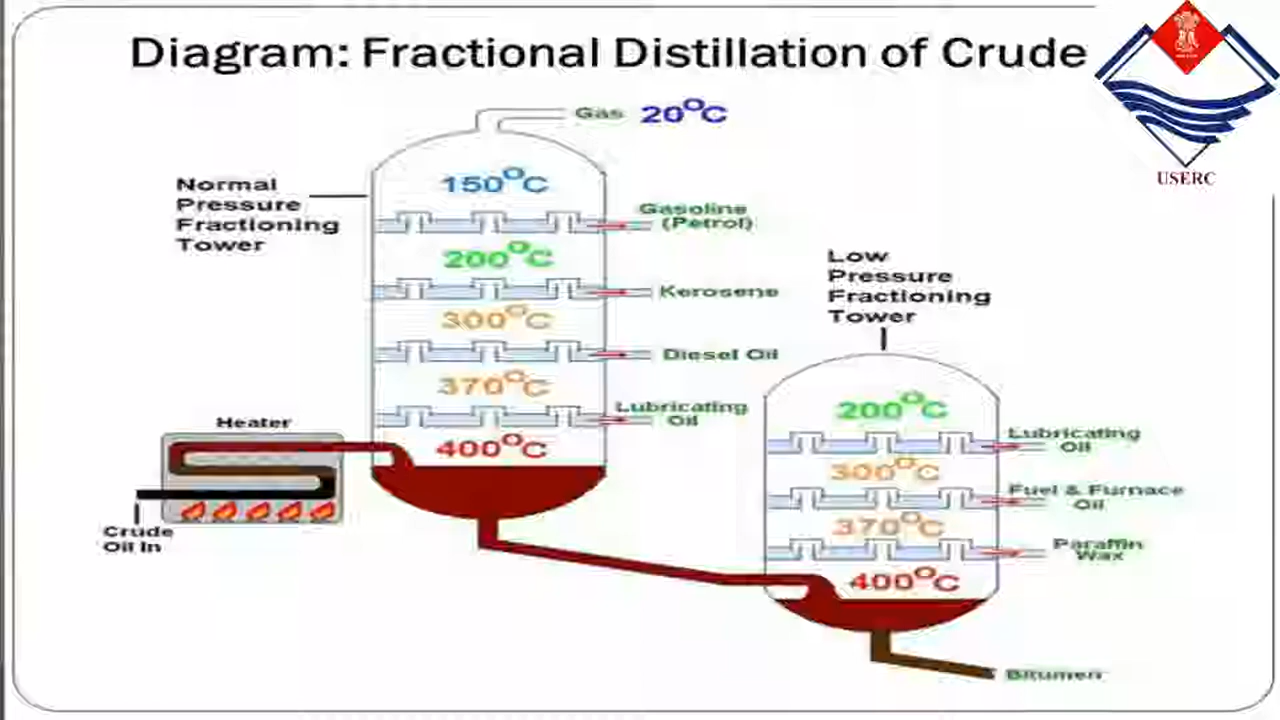 Diagram: Fractional Distillation of Crude
USERC
Gas 20°C
Normal
Pressure
Fractioning
Tower
150°C
Gasoline
(Petrol)
200°C
Kerosene
300°C
Diesel Oil
370°C
Lubricating
Oil
400°C
Heater
Crude
Oil In
Low
Pressure
Fractioning
Tower
200°C
Lubricating
Oil
300°C
Fuel & Furnace
Oil
370°C
Paraffin
Wax
400°C
Bitumen